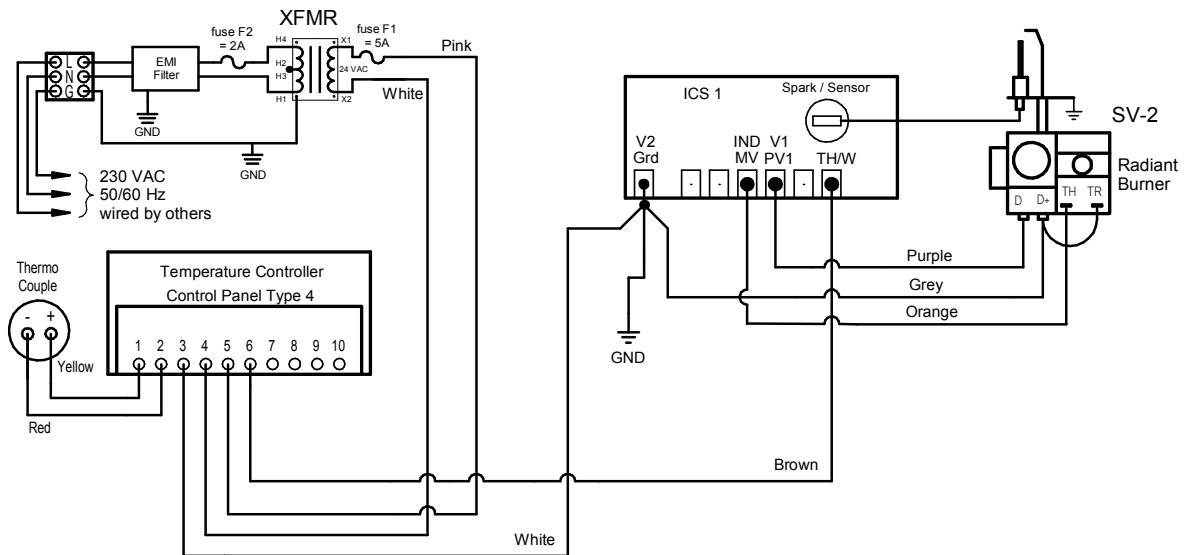 XFMR
fuse F2
= 2A
fuse F1
= 5A
Pink
H4
X1
L
N
G
EMI
Filter
H2
H3
24 VAC
H1
X2
White
GND
GND
230 VAC
50/60 Hz
wired by others
ICS 1
Spark / Sensor
V2
Grd
IND
MV
V1
PV1
TH/W
SV-2
Radiant
Burner
D
D+
TH
TR
Purple
Grey
Orange
GND
Thermo
Couple
- +
Yellow
Red
Temperature Controller
Control Panel Type 4
1 2 3 4 5 6 7 8 9 10
Brown
White